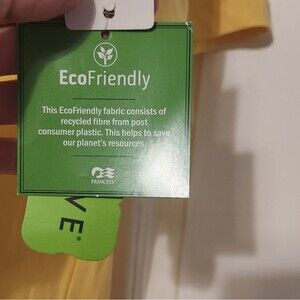 EcoFriendly
This EcoFriendly fabric consists of
recycled fibre from post
consumer plastic. This helps to save
our planet's resources.
PRINCESS
VE®